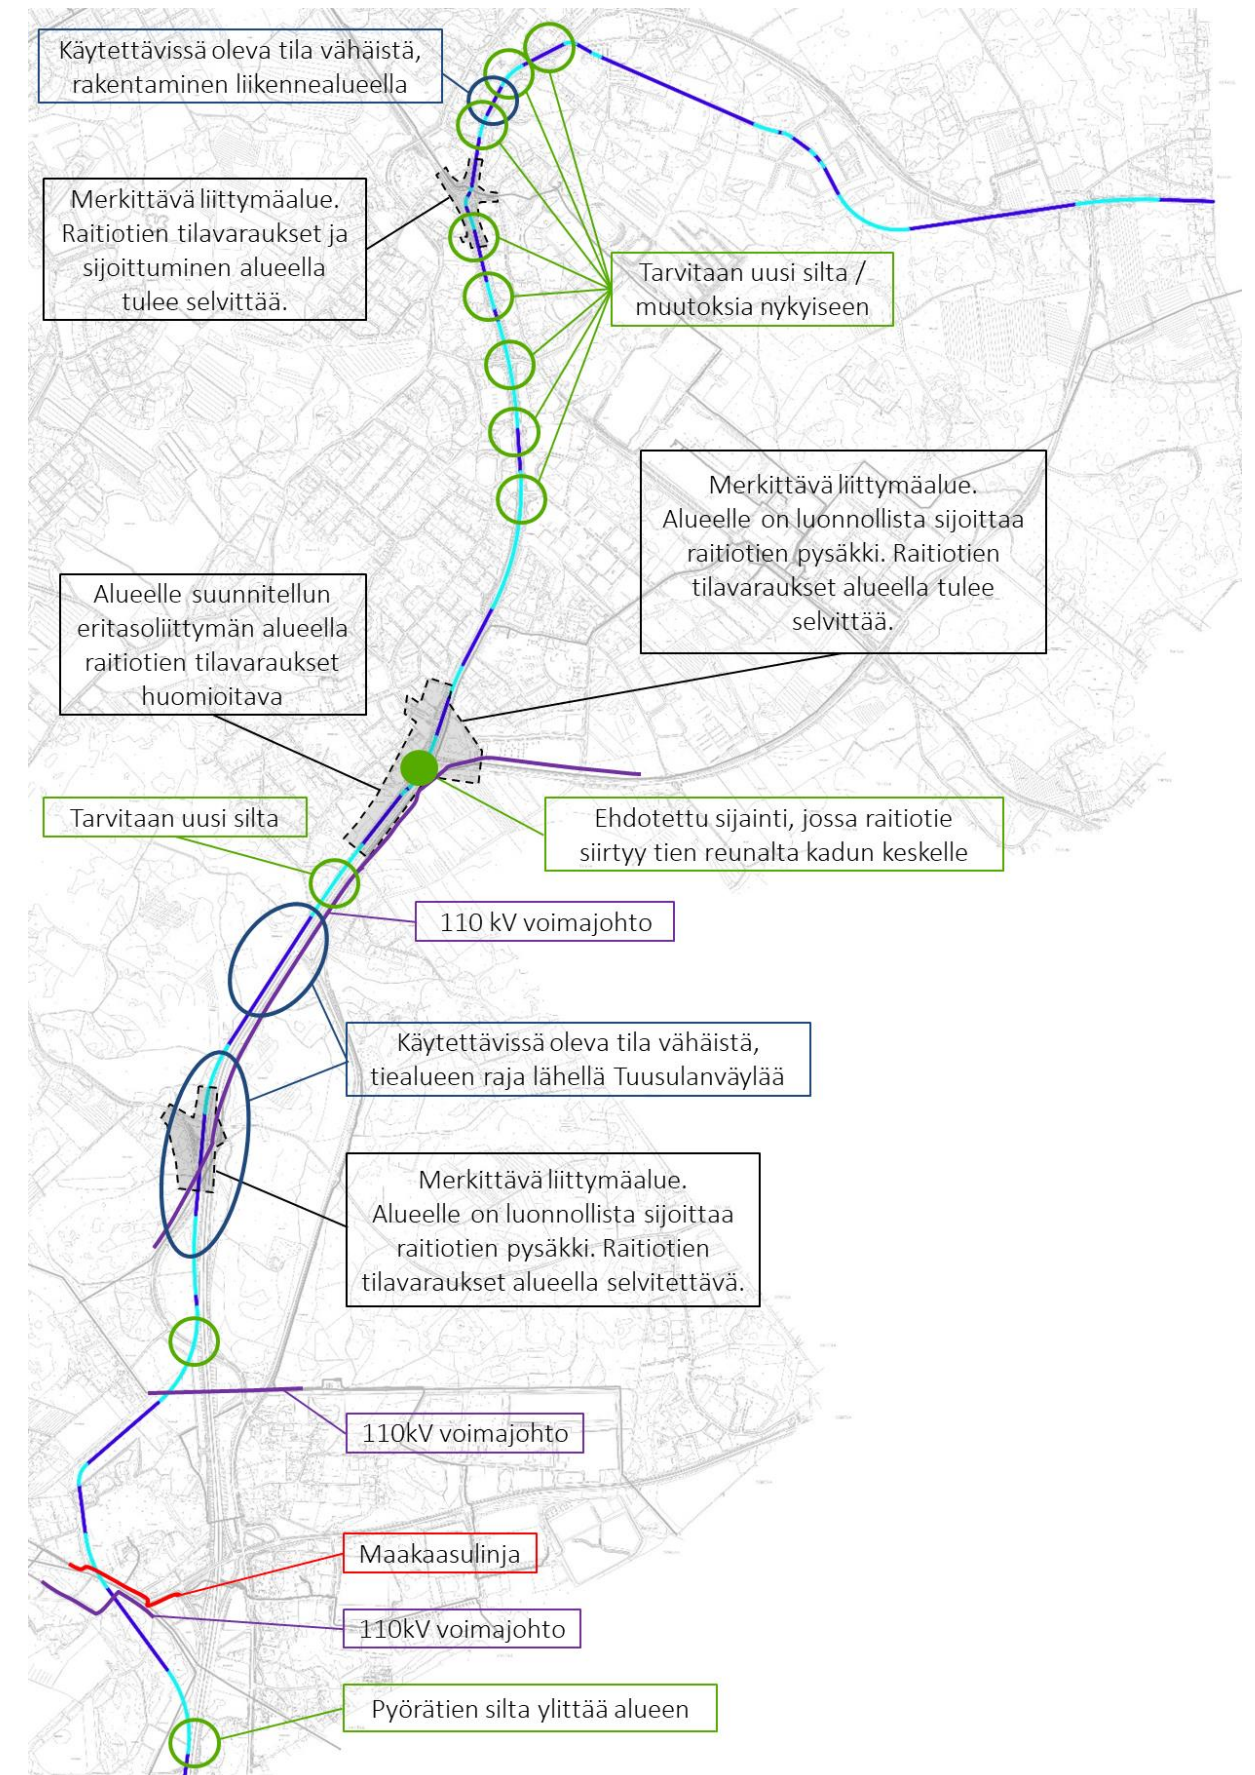 Käytettävissä oleva tila vähäistä,
rakentaminen liikennealueella
Merkittävä liittymäalue.
Raitiotien tilavaraukset ja
sijoittuminen alueella
tulee selvittää.
Tarvitaan uusi silta /
muutoksia nykyiseen
Merkittävä liittymäalue.
Alueelle on luonnollista sijoittaa
raitiotien pysäkki. Raitiotien
tilavaraukset alueella tulee
selvittää.
Alueelle suunnitellun
eritasoliittymän alueella
raitiotien tilavaraukset
huomioitava
Tarvitaan uusi silta
Ehdotettu sijainti, jossa raitiotie
siirtyy tien reunalta kadun keskelle
110 kV voimajohto
Käytettävissä oleva tila vähäistä,
tiealueen raja lähellä Tuusulanväylää
Merkittävä liittymäalue.
Alueelle on luonnollista sijoittaa
raitiotien pysäkki. Raitiotien
tilavaraukset alueella selvitettävä.
110kV voimajohto
Maakaasulinja
110kV voimajohto
Pyörätien silta ylittää alueen